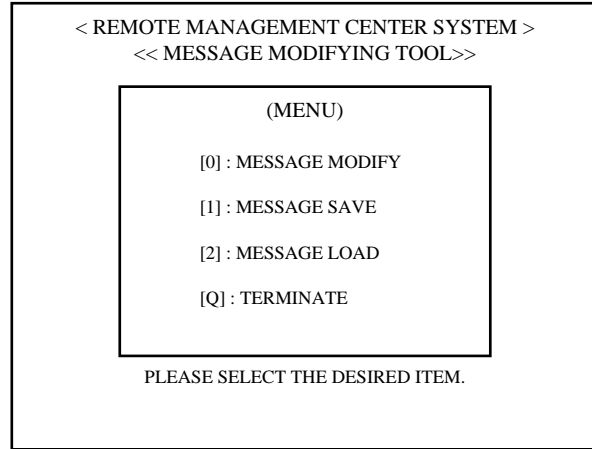 < REMOTE MANAGEMENT CENTER SYSTEM >
<< MESSAGE MODIFYING TOOL>>
(MENU)
[0] : MESSAGE MODIFY
[1] : MESSAGE SAVE
[2] : MESSAGE LOAD
[Q] : TERMINATE
PLEASE SELECT THE DESIRED ITEM.